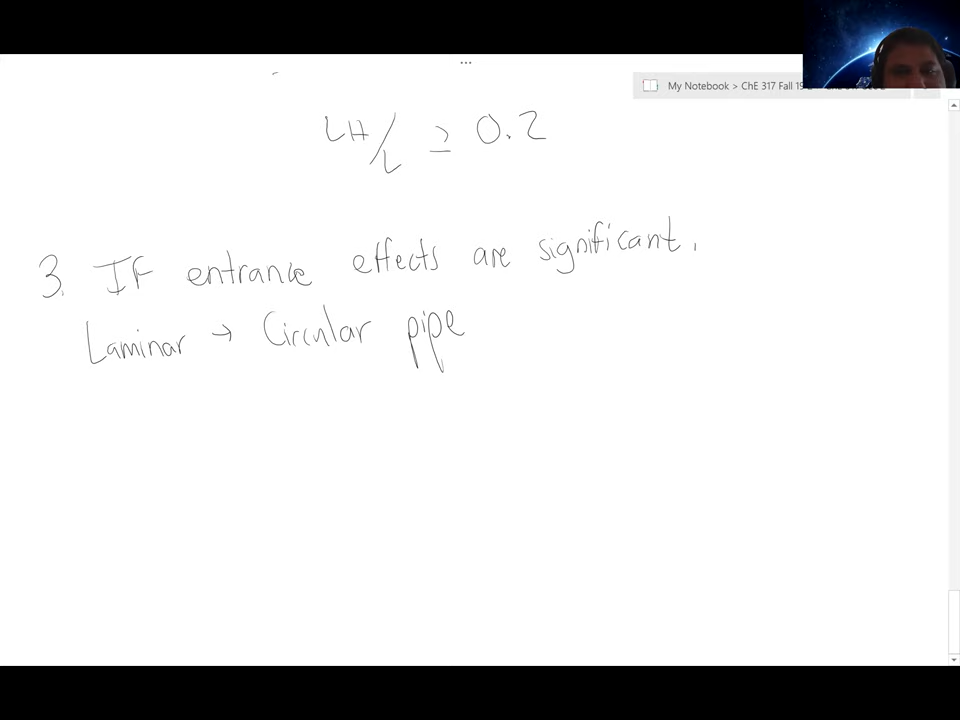 ...
My Notebook > ChE 317 Fall 19
LH/L ≥ 0.2
3. IF entrance effects are significant.
Laminar → Circular pipe